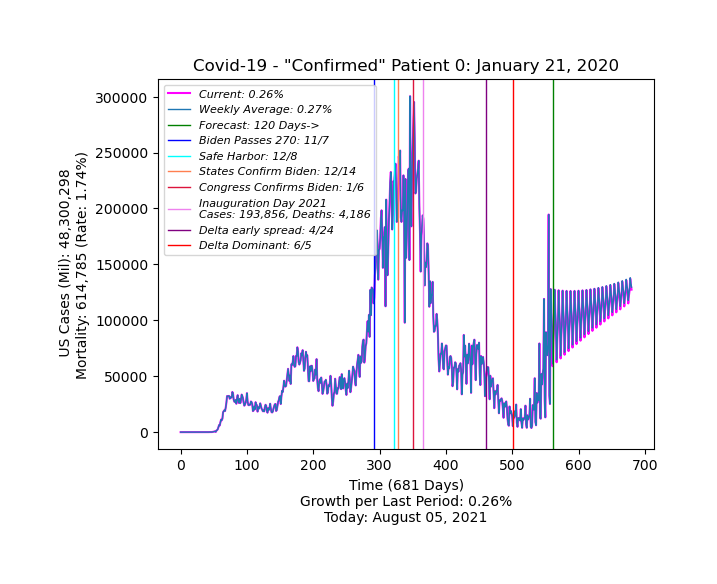 Covid-19 - "Confirmed" Patient 0: January 21, 2020
US Cases (Mil): 48,300,298
Mortality: 614,785 (Rate: 1.74%)
300000
250000
200000
150000
100000
50000
0
Current: 0.26%
Weekly Average: 0.27%
Forecast: 120 Days->
Biden Passes 270: 11/7
Safe Harbor: 12/8
States Confirm Biden: 12/14
Congress Confirms Biden: 1/6
Inauguration Day 2021
Cases: 193,856, Deaths: 4,186
Delta early spread: 4/24
Delta Dominant: 6/5
0 100 200 300 400 500 600 700
Time (681 Days)
Growth per Last Period: 0.26%
Today: August 05, 2021